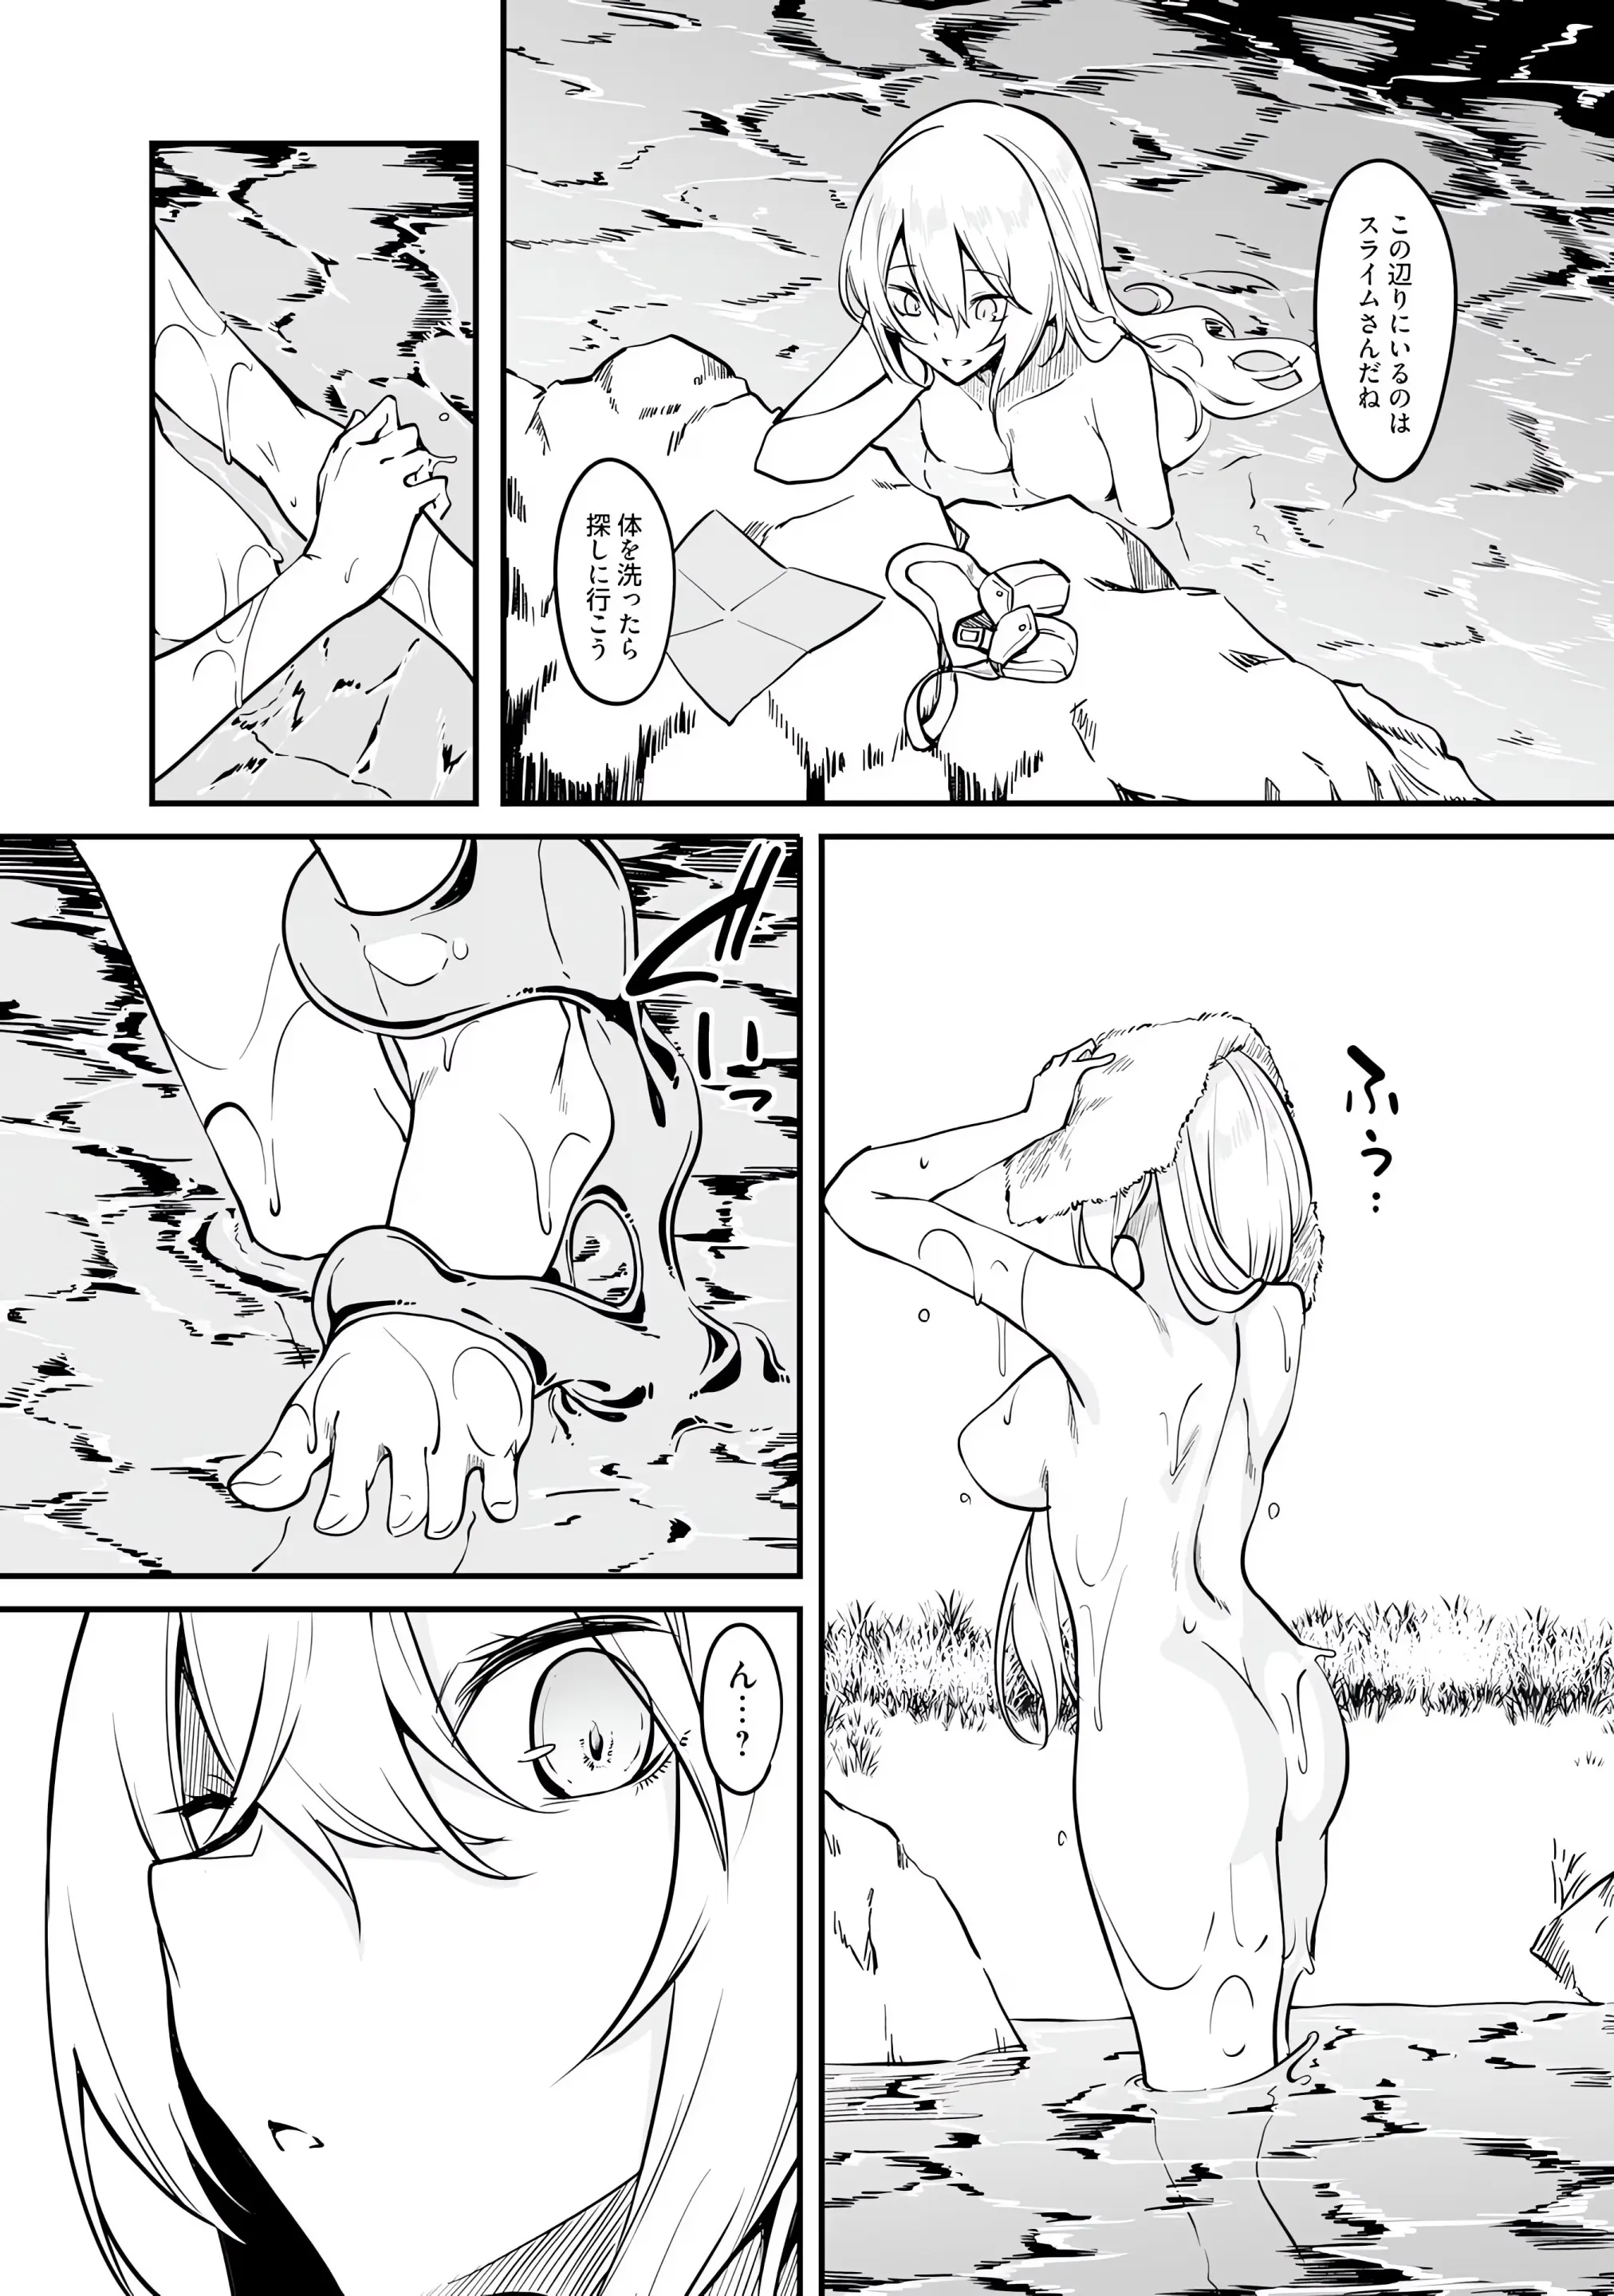 この辺りにいるのは
スライムさんだね
体を洗ったら
探しに行こう
ふぅ…
ん…?